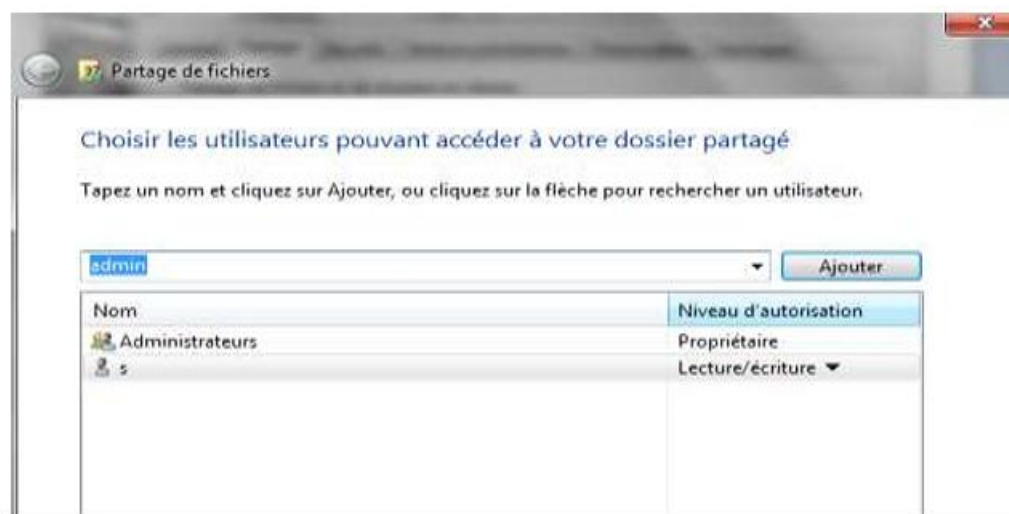 Partage de fichiers
Choisir les utilisateurs pouvant accéder à votre dossier partagé
Tapez un nom et cliquez sur Ajouter, ou cliquez sur la flèche pour rechercher un utilisateur.
admin Ajouter
Nom Niveau d'autorisation
Administrateurs Propriétaire
s Lecture/écriture